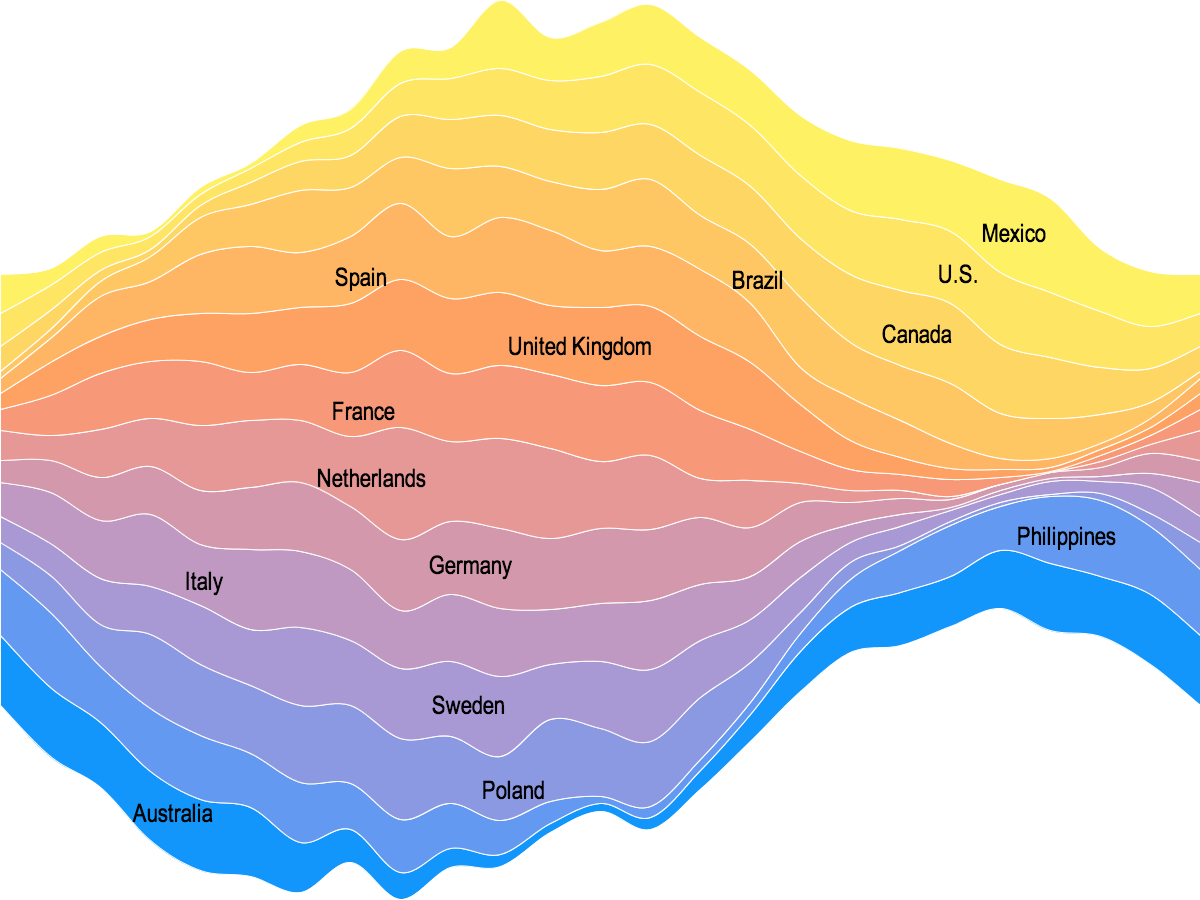 Mexico
U.S.
Spain
Brazil
Canada
United Kingdom
France
Netherlands
Philippines
Germany
Italy
Sweden
Poland
Australia